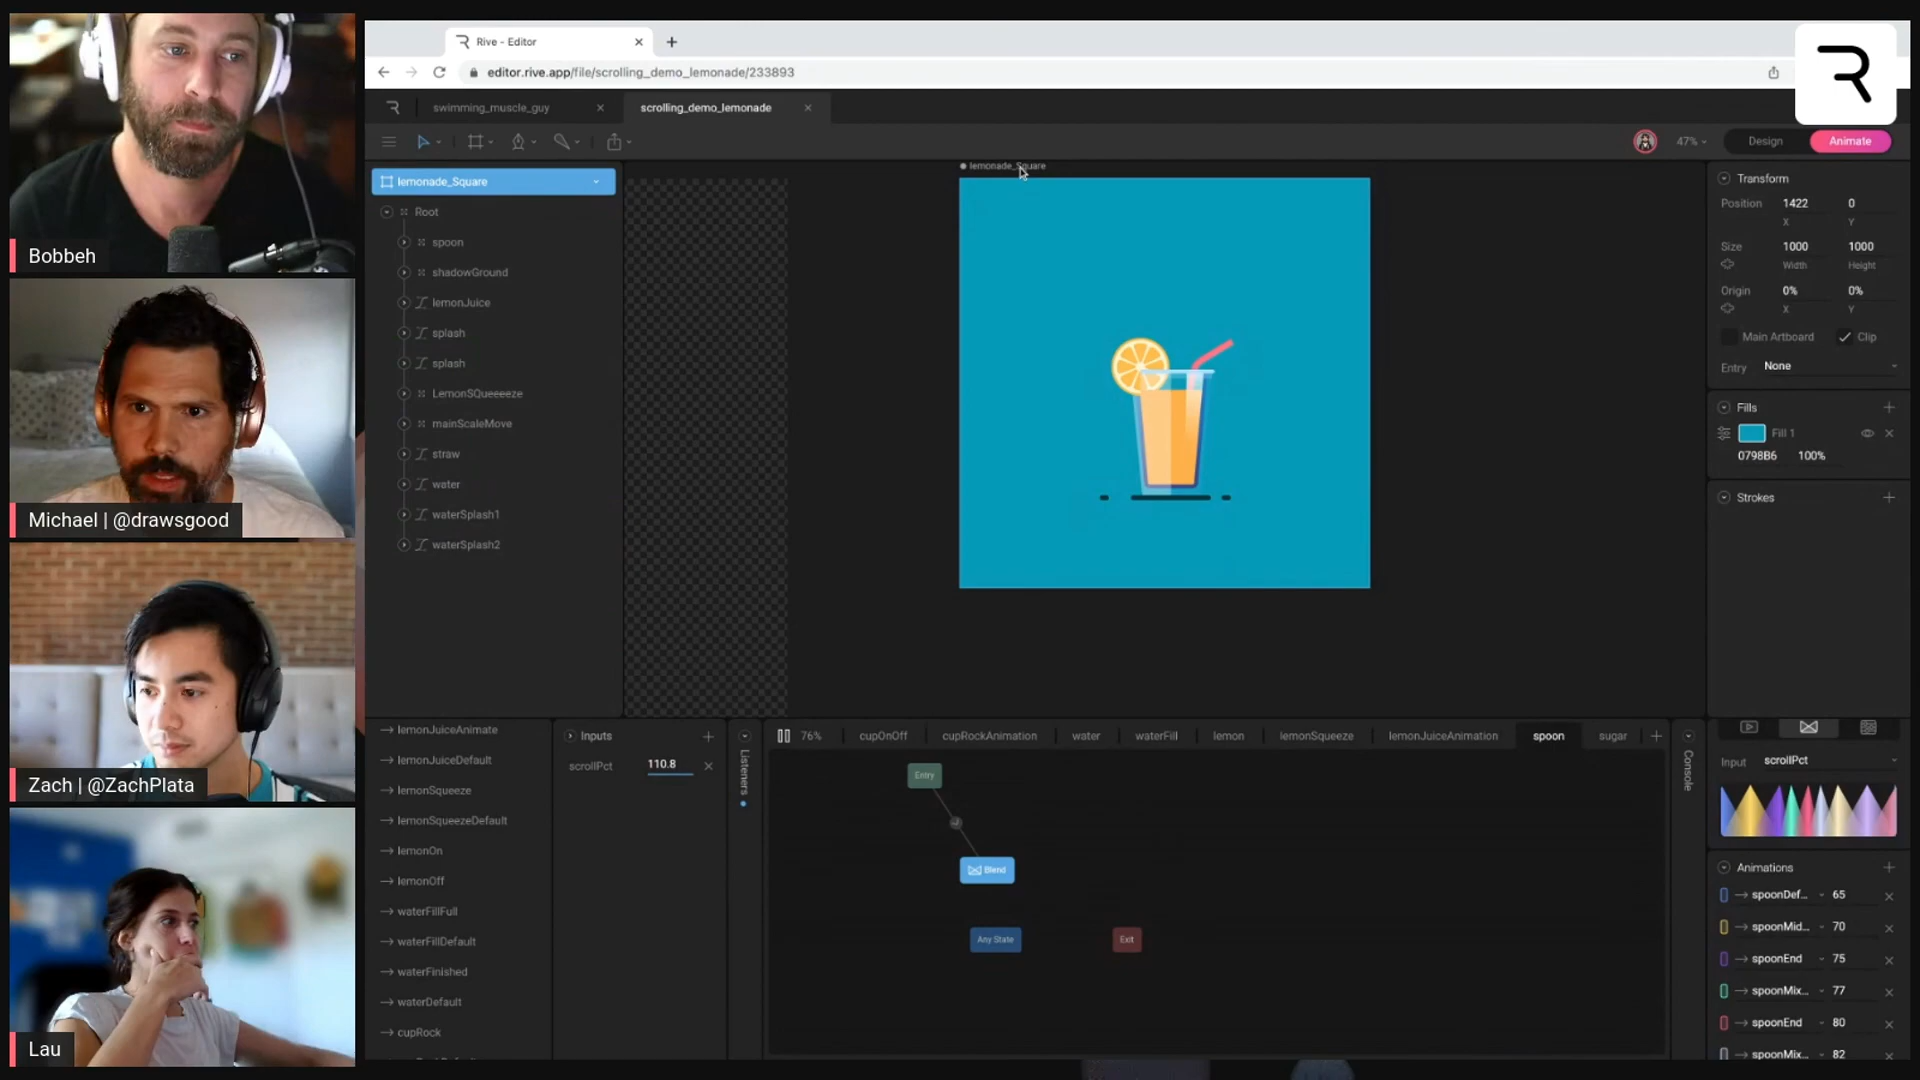 Bobbeh
Michael | @drawsgood
Zach | @ZachPlata
Lau
Rive - Editor
editor.rive.app/file/scrolling_demo_lemonade/233893
swimming_muscle_guy
scrolling_demo_lemonade
47%
Design
Animate
lemonade_Square
Root
spoon
shadowGround
lemonJuice
splash
splash
LemonSQueeeeze
mainScaleMove
straw
water
waterSplash1
waterSplash2
lemonade_Square
Transform
Position 1422 0
X Y
Size 1000 1000
Width Height
Origin 0% 0%
X Y
Main Artboard Clip
Entry None
Fills
Fill 1
0798B6 100%
Strokes
lemonJuiceAnimate
lemonJuiceDefault
lemonSqueeze
lemonSqueezeDefault
lemonOn
lemonOff
waterFillFull
waterFillDefault
waterFinished
waterDefault
cupRock
Inputs
scrollPct 110.8
Listeners
76% cupOnOff cupRockAnimation water waterFill lemon lemonSqueeze lemonJuiceAnimation spoon sugar
Entry
Blend
Any State
Exit
Console
Input scrollPct
Animations
spoonDef... 65
spoonMid... 70
spoonEnd 75
spoonMix... 77
spoonEnd 80
spoonMix... 82